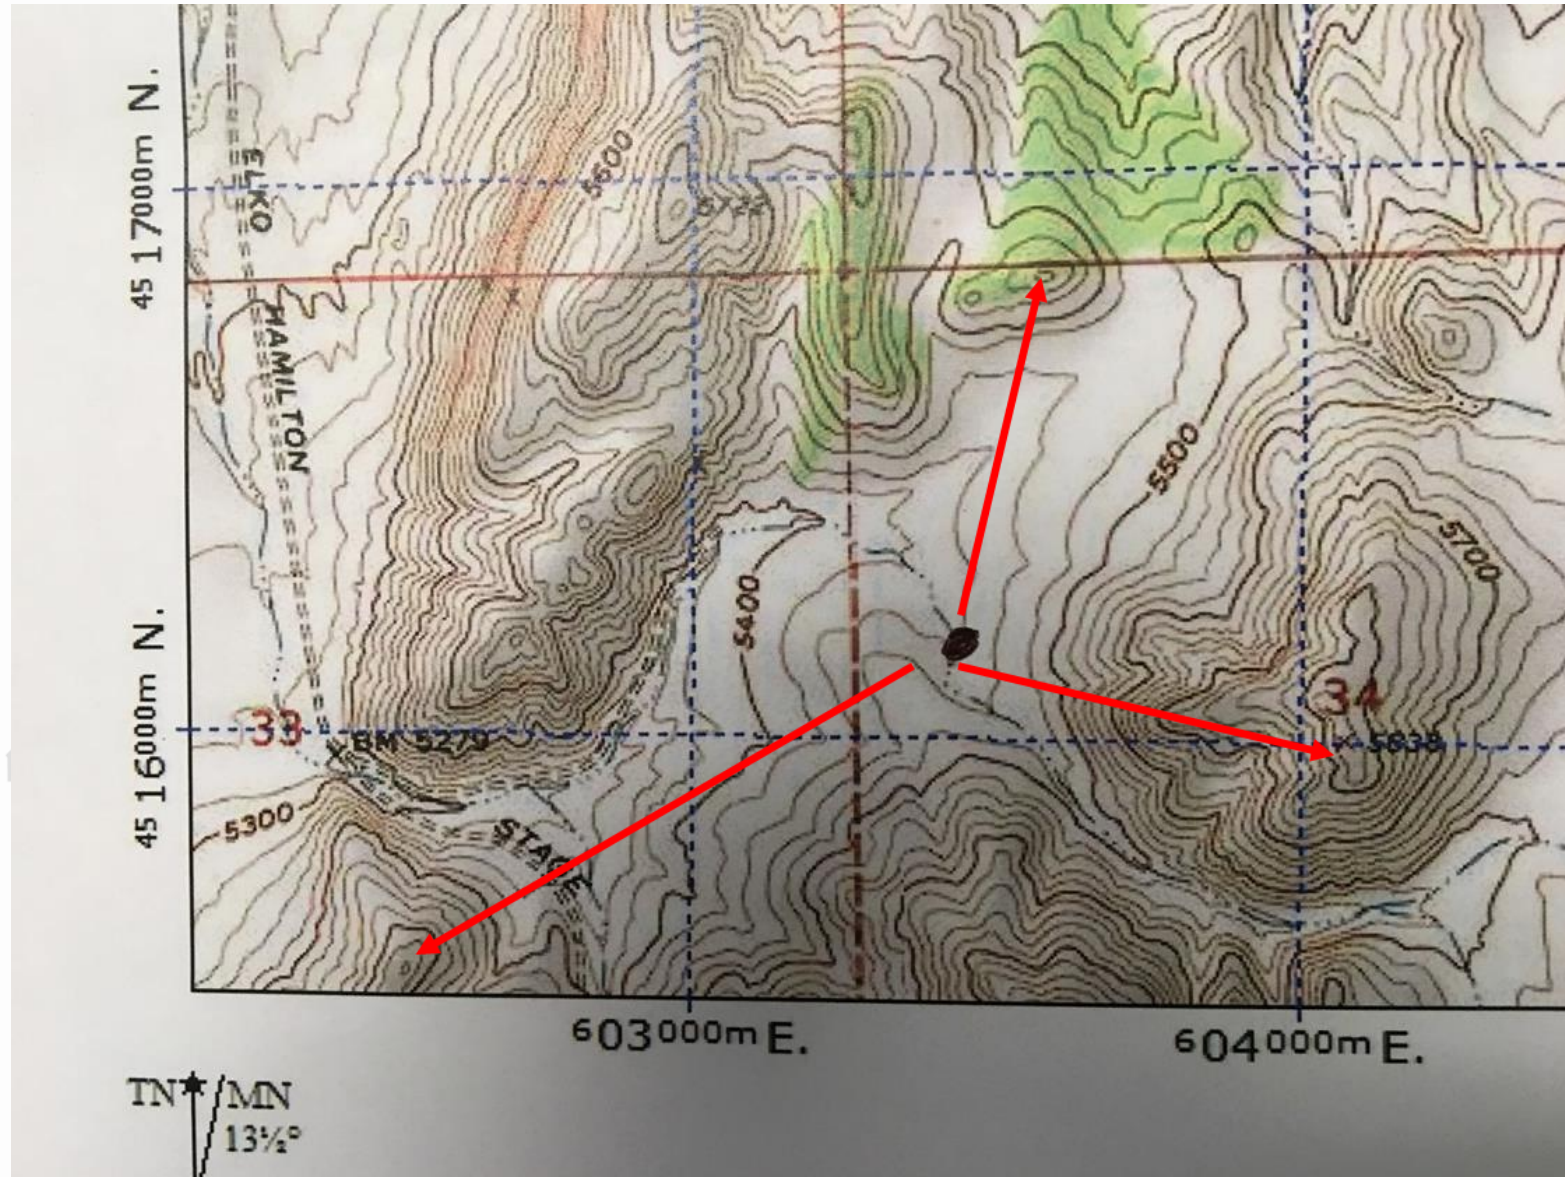 45 17000m N.
ELKO
HAMILTON
5600
5722
5500
5700
5400
45 16000m N.
33
BM 5279
34
5838
5300
STAGE
603000m E.
604000m E.
TN MN
13½°